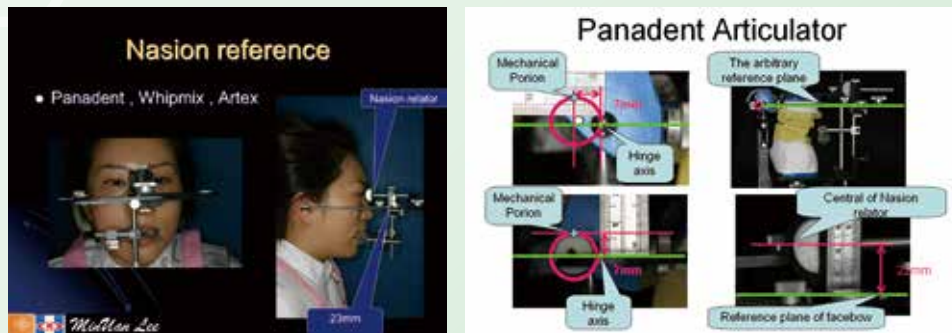 Nasion reference
Panadent , Whipmix , Artex
Nasion relator
23mm
MinUan Lee
Panadent Articulator
Mechanical
Porion
7mm
Hinge
axis
The arbitrary
reference plane
Mechanical
Porion
7mm
Hinge
axis
Central of Nasion
relator
23mm
Reference plane of facebow